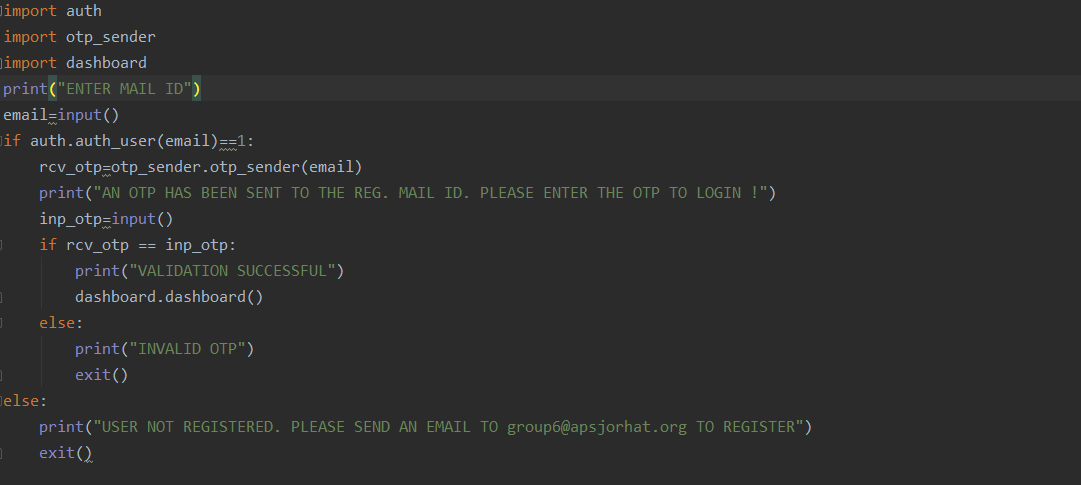 import auth
import otp_sender
import dashboard
print("ENTER MAIL ID")
email=input()
if auth.auth_user(email)==1:
    rcv_otp=otp_sender.otp_sender(email)
    print("AN OTP HAS BEEN SENT TO THE REG. MAIL ID. PLEASE ENTER THE OTP TO LOGIN !")
    inp_otp=input()
    if rcv_otp == inp_otp:
        print("VALIDATION SUCCESSFUL")
        dashboard.dashboard()
    else:
        print("INVALID OTP")
        exit()
else:
    print("USER NOT REGISTERED. PLEASE SEND AN EMAIL TO group6@apsjorhat.org TO REGISTER")
    exit()